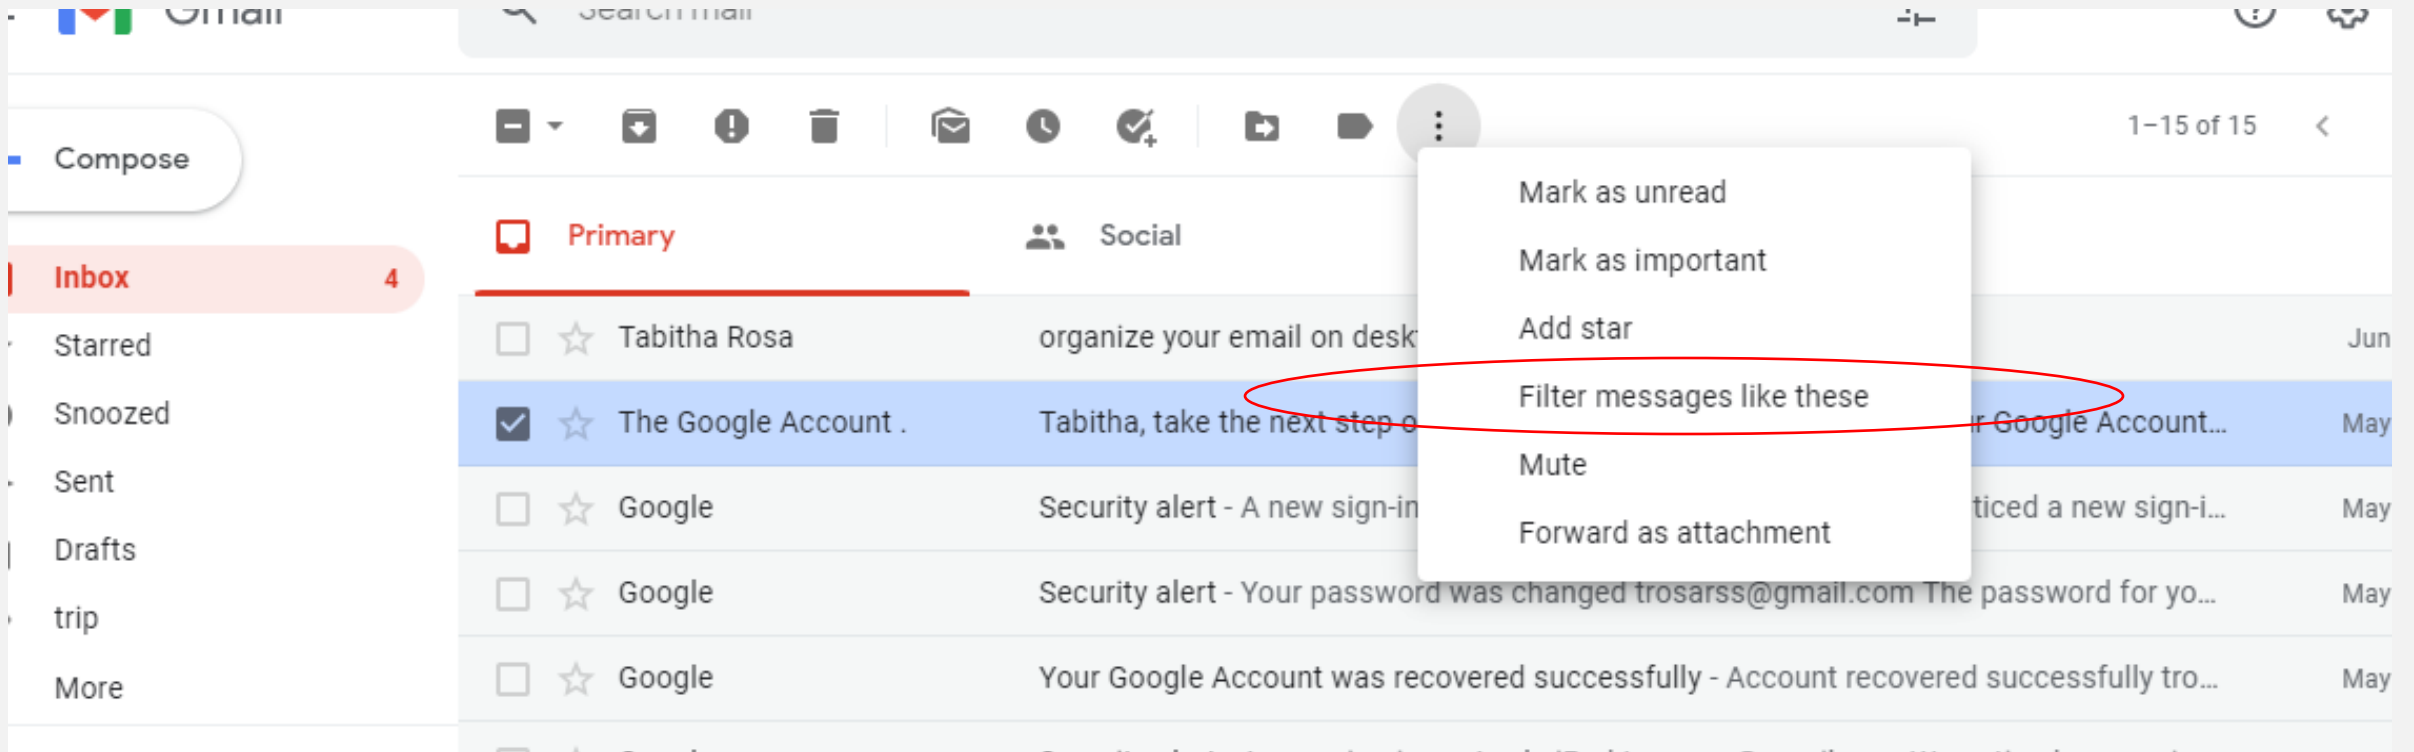 Gmail
Search mail
Compose
1–15 of 15
Mark as unread
Mark as important
Add star
Filter messages like these
Mute
Forward as attachment
Primary
Social
Inbox 4
Starred
Snoozed
Sent
Drafts
trip
More
Tabitha Rosa organize your email on desk Jun
The Google Account . Tabitha, take the next step o r Google Account... May
Google Security alert - A new sign-in ticed a new sign-i... May
Google Security alert - Your password was changed trosarss@gmail.com The password for yo... May
Google Your Google Account was recovered successfully - Account recovered successfully tro... May